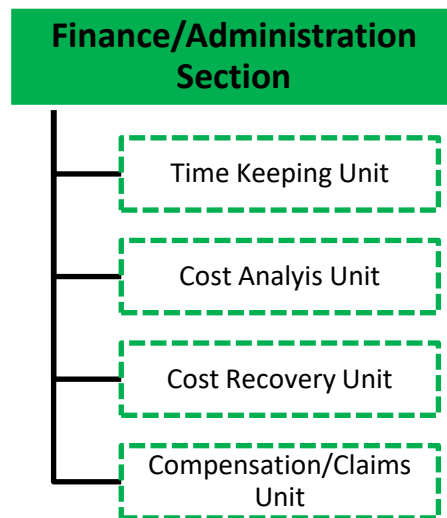 Finance/Administration
Section
Time Keeping Unit
Cost Analyis Unit
Cost Recovery Unit
Compensation/Claims
Unit